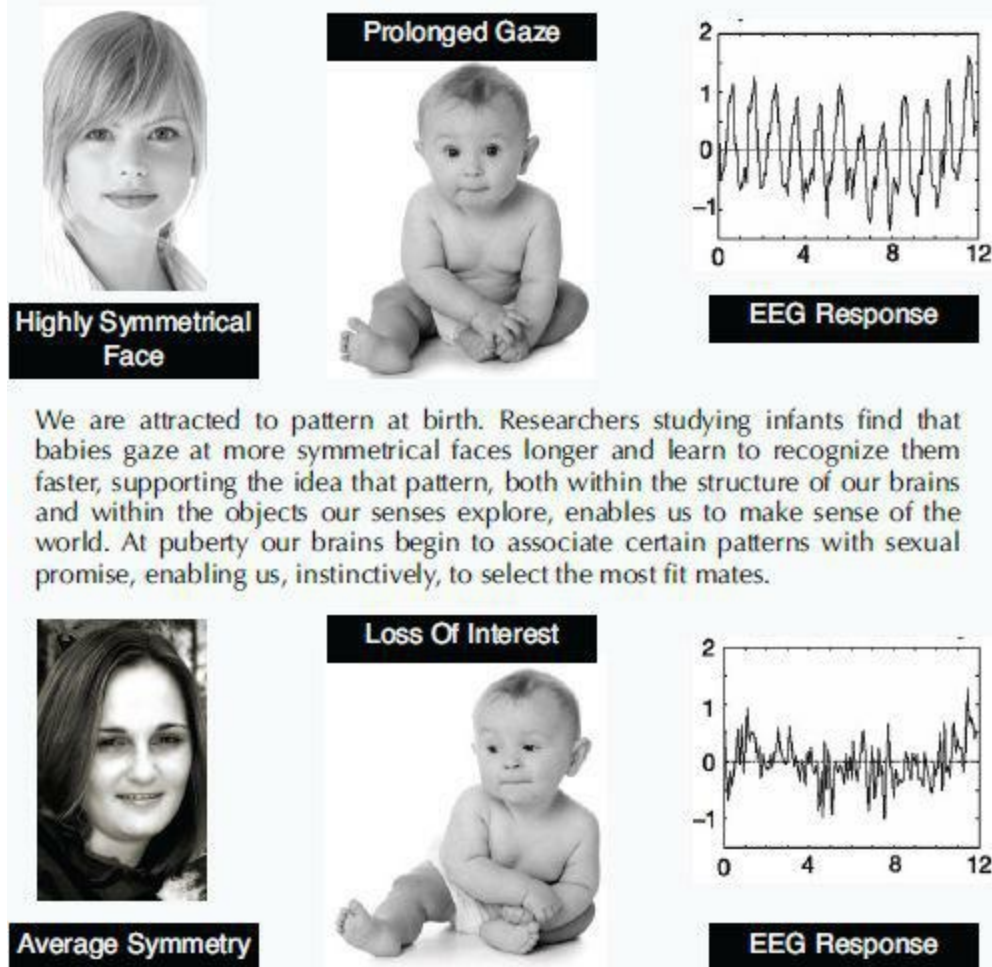 Prolonged Gaze
2
1
0
–1
0 4 8 12
Highly Symmetrical
Face
EEG Response
We are attracted to pattern at birth. Researchers studying infants find that
babies gaze at more symmetrical faces longer and learn to recognize them
faster, supporting the idea that pattern, both within the structure of our brains
and within the objects our senses explore, enables us to make sense of the
world. At puberty our brains begin to associate certain patterns with sexual
promise, enabling us, instinctively, to select the most fit mates.
Loss Of Interest
2
1
0
–1
0 4 8 12
Average Symmetry
EEG Response